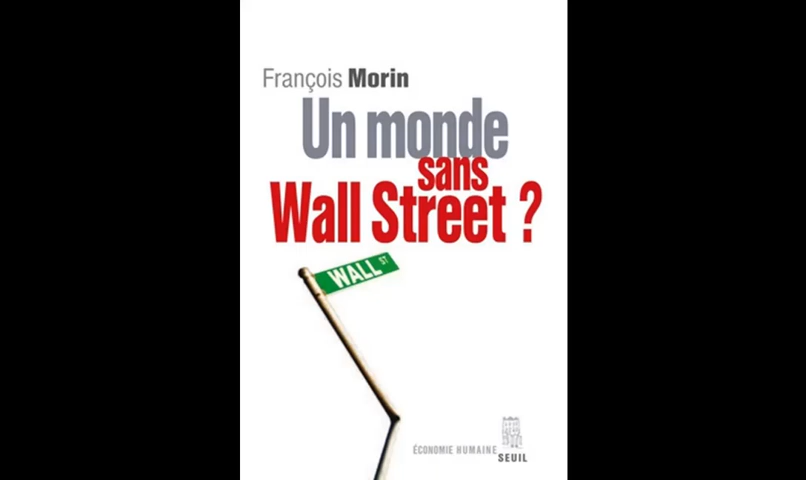 François Morin
Un monde
sans
Wall Street ?
WALL ST
ÉCONOMIE HUMAINE
SEUIL